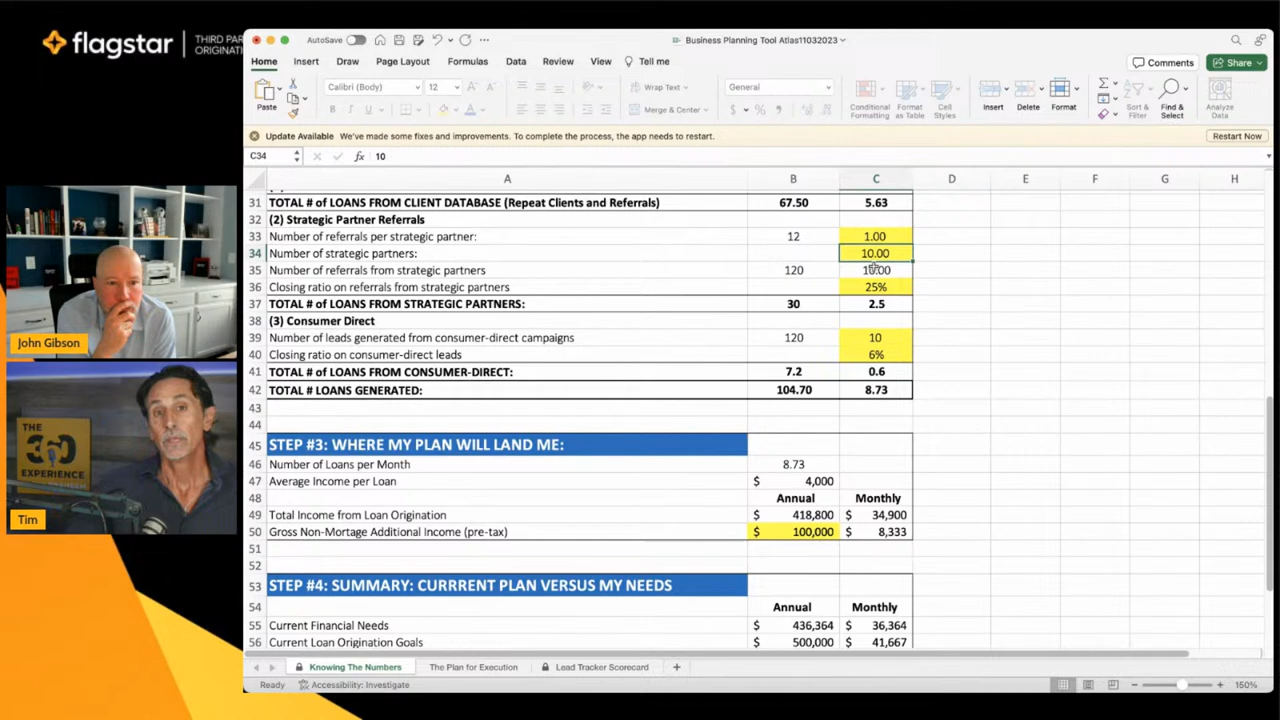 flagstar THIRD PAR
ORIGINATI
AutoSave
Business Planning Tool Atlas11032023
Home Insert Draw Page Layout Formulas Data Review View Tell me
Comments Share
Paste
Calibri (Body) 12
Wrap Text
General
B I U
Merge & Center
$ % 
Conditional Formatting
Format as Table
Cell Styles
Insert
Delete
Format
Sort & Filter
Find & Select
Analyze Data
Update Available We've made some fixes and improvements. To complete the process, the app needs to restart. Restart Now
C34 fx 10
A B C D E F G H
31 TOTAL # of LOANS FROM CLIENT DATABASE (Repeat Clients and Referrals) 67.50 5.63
32 (2) Strategic Partner Referrals
33 Number of referrals per strategic partner: 12 1.00
34 Number of strategic partners: 10.00
35 Number of referrals from strategic partners 120 10.00
36 Closing ratio on referrals from strategic partners 25%
37 TOTAL # of LOANS FROM STRATEGIC PARTNERS: 30 2.5
38 (3) Consumer Direct
39 Number of leads generated from consumer-direct campaigns 120 10
40 Closing ratio on consumer-direct leads 6%
41 TOTAL # of LOANS FROM CONSUMER-DIRECT: 7.2 0.6
42 TOTAL # LOANS GENERATED: 104.70 8.73
43
44
45 STEP #3: WHERE MY PLAN WILL LAND ME:
46 Number of Loans per Month 8.73
47 Average Income per Loan $ 4,000
48 Annual Monthly
49 Total Income from Loan Origination $ 418,800 $ 34,900
50 Gross Non-Mortage Additional Income (pre-tax) $ 100,000 $ 8,333
51
52
53 STEP #4: SUMMARY: CURRRENT PLAN VERSUS MY NEEDS
54 Annual Monthly
55 Current Financial Needs $ 436,364 $ 36,364
56 Current Loan Origination Goals $ 500,000 $ 41,667
Knowing The Numbers The Plan for Execution Lead Tracker Scorecard +
Ready Accessibility: Investigate 150%
John Gibson
THE
360
EXPERIENCE
Tim